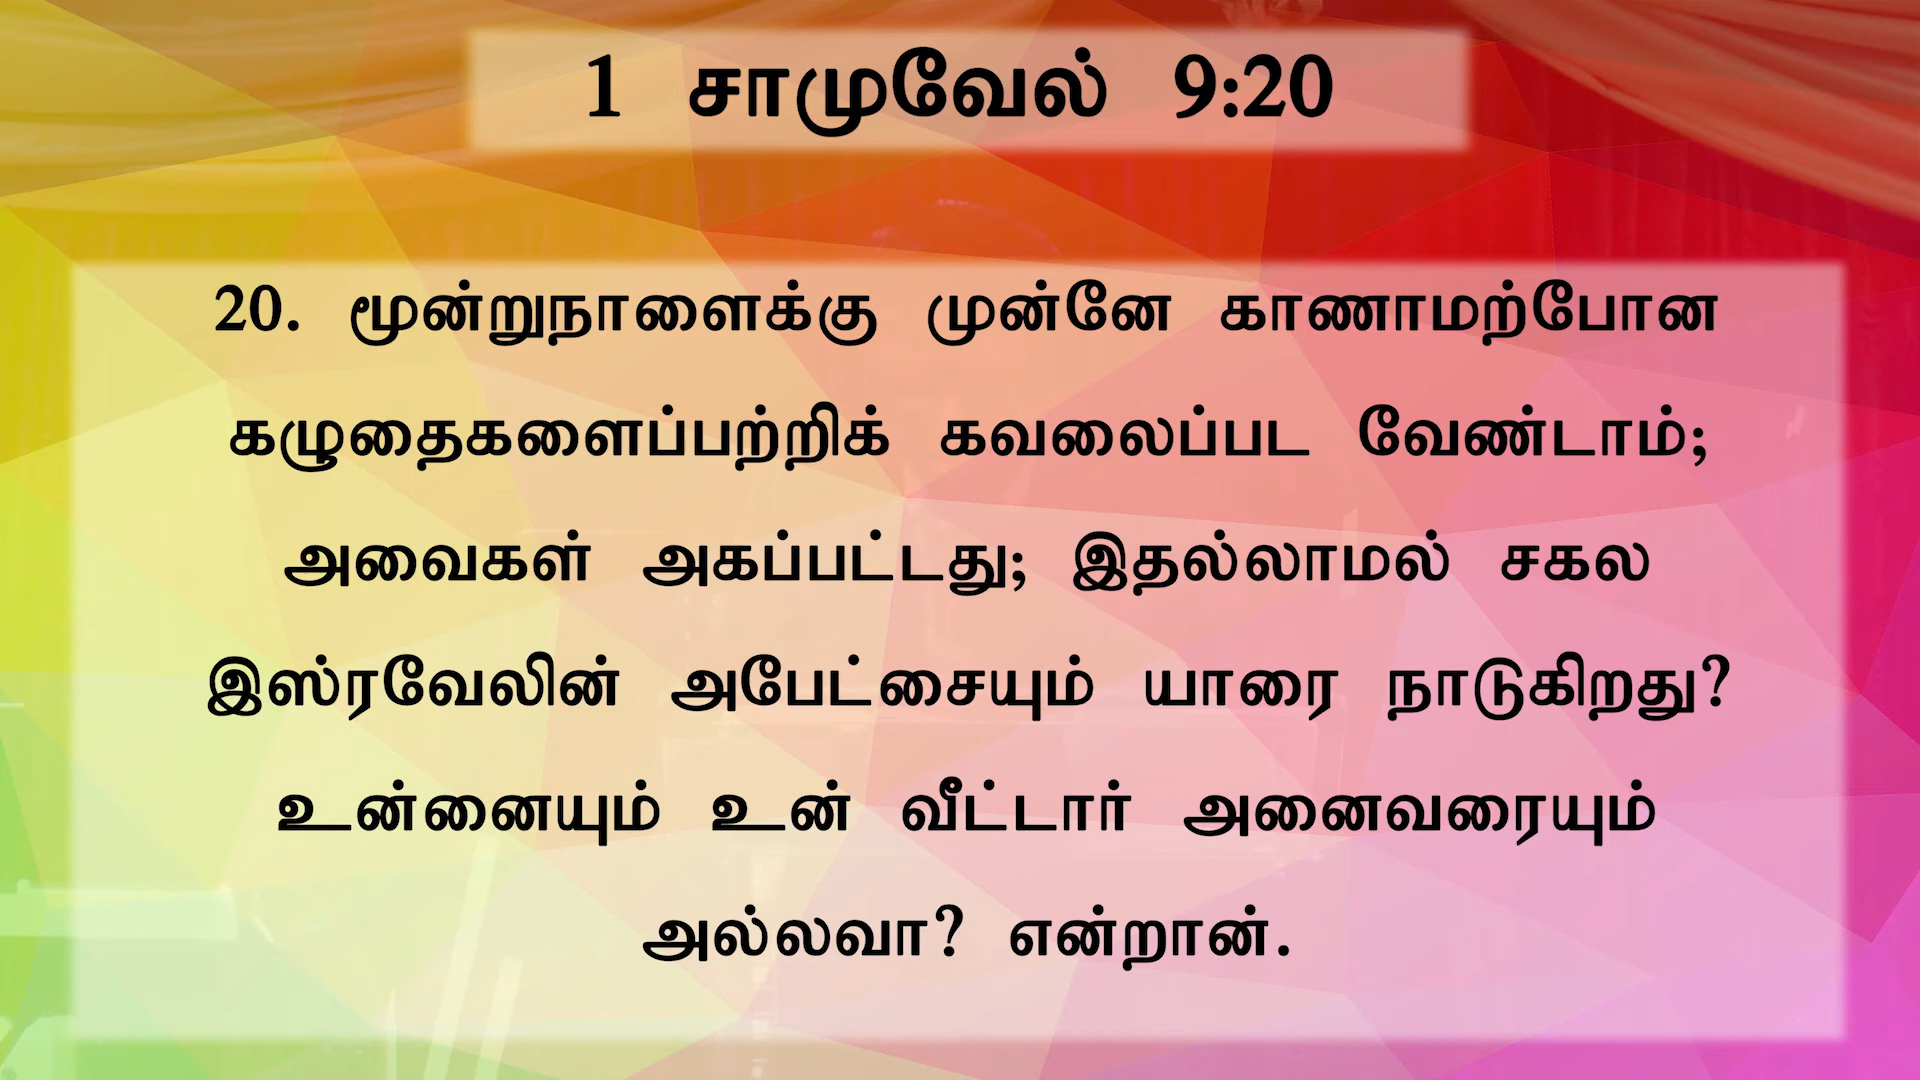 1 சாமுவேல் 9:20
20. மூன்றுநாளைக்கு முன்னே காணாமற்போன
கழுதைகளைப்பற்றிக் கவலைப்பட வேண்டாம்;
அவைகள் அகப்பட்டது; இதல்லாமல் சகல
இஸ்ரவேலின் அபேட்சையும் யாரை நாடுகிறது?
உன்னையும் உன் வீட்டார் அனைவரையும்
அல்லவா? என்றான்.